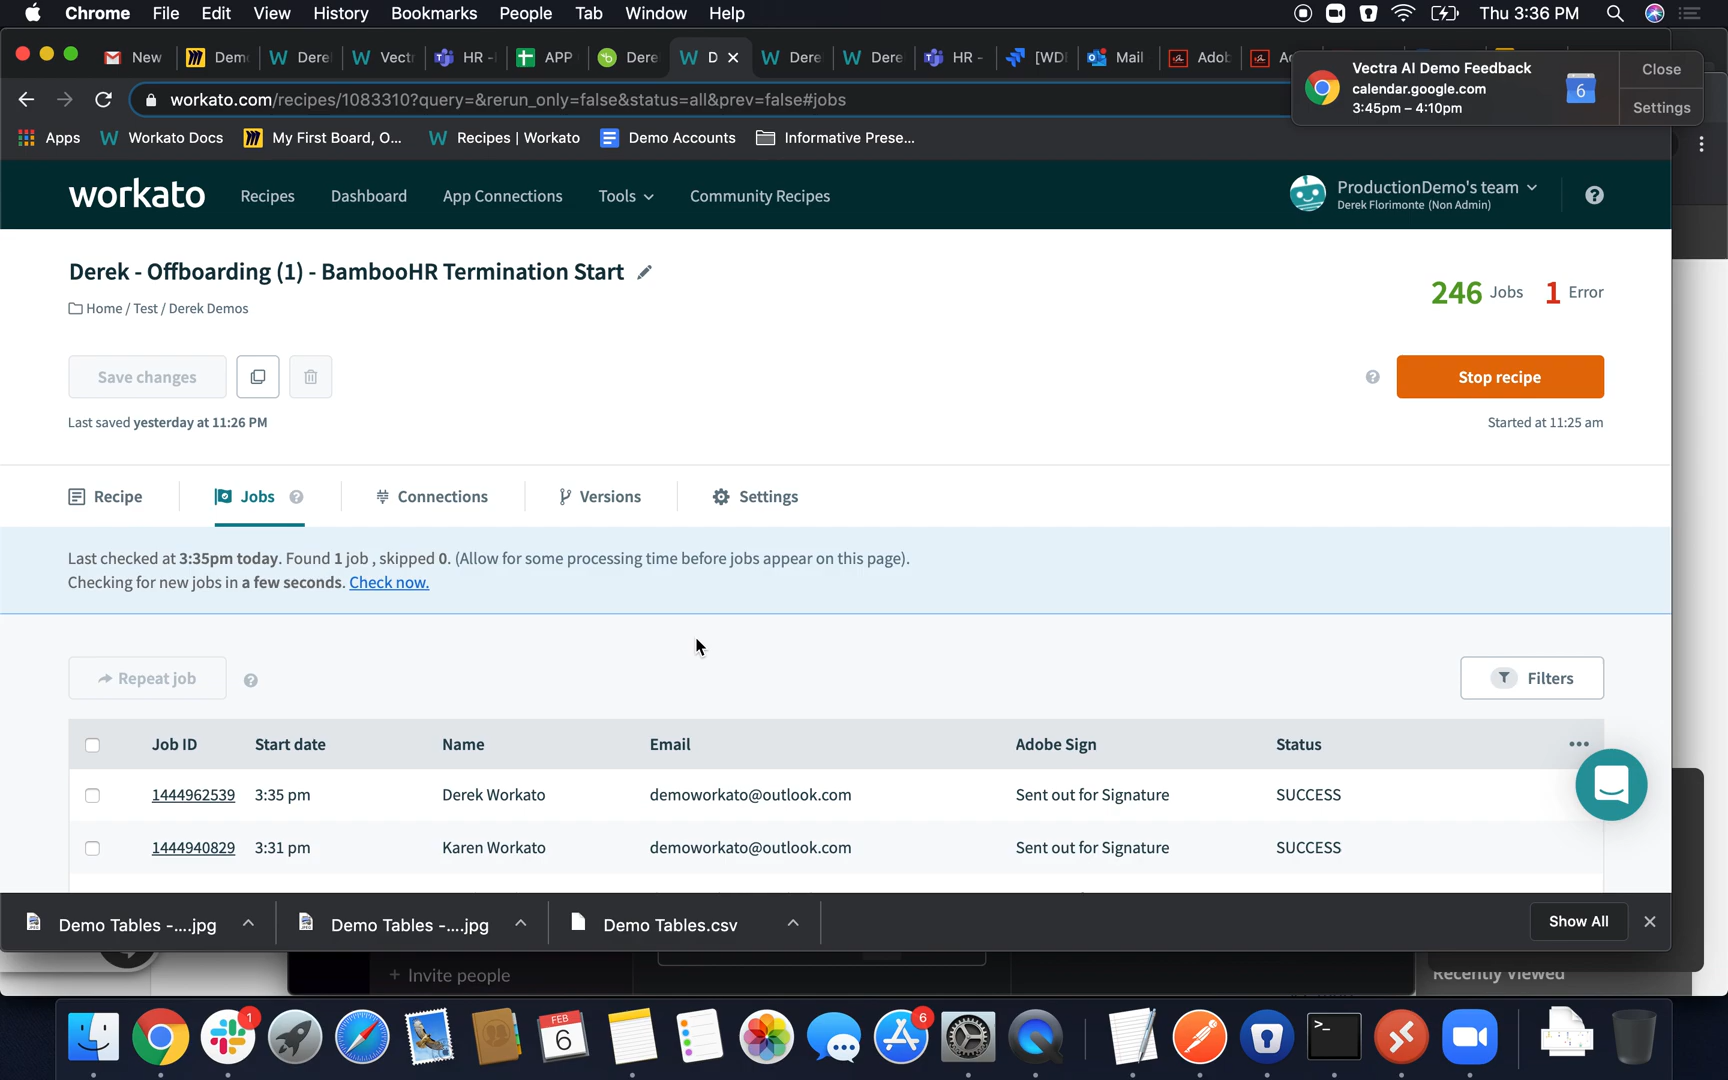 Chrome File Edit View History Bookmarks People Tab Window Help Thu 3:36 PM
New Dem Dere Vect HR - APP Dere D Dere Dere HR - [WD Mail Adob
Vectra AI Demo Feedback
calendar.google.com
3:45pm – 4:10pm
6
Close
Settings
workato.com/recipes/1083310?query=&rerun_only=false&status=all&prev=false#jobs
Apps Workato Docs My First Board, O... Recipes | Workato Demo Accounts Informative Prese...
workato Recipes Dashboard App Connections Tools Community Recipes
ProductionDemo's team
Derek Florimonte (Non Admin)
Derek - Offboarding (1) - BambooHR Termination Start
Home / Test / Derek Demos
246 Jobs 1 Error
Save changes
Stop recipe
Last saved yesterday at 11:26 PM
Started at 11:25 am
Recipe Jobs Connections Versions Settings
Last checked at 3:35pm today. Found 1 job , skipped 0. (Allow for some processing time before jobs appear on this page).
Checking for new jobs in a few seconds. Check now.
Repeat job
Filters
Job ID Start date Name Email Adobe Sign Status
1444962539 3:35 pm Derek Workato demoworkato@outlook.com Sent out for Signature SUCCESS
1444940829 3:31 pm Karen Workato demoworkato@outlook.com Sent out for Signature SUCCESS
Demo Tables -....jpg Demo Tables -....jpg Demo Tables.csv Show All
+ Invite people
Recently Viewed
1 FEB 6 6